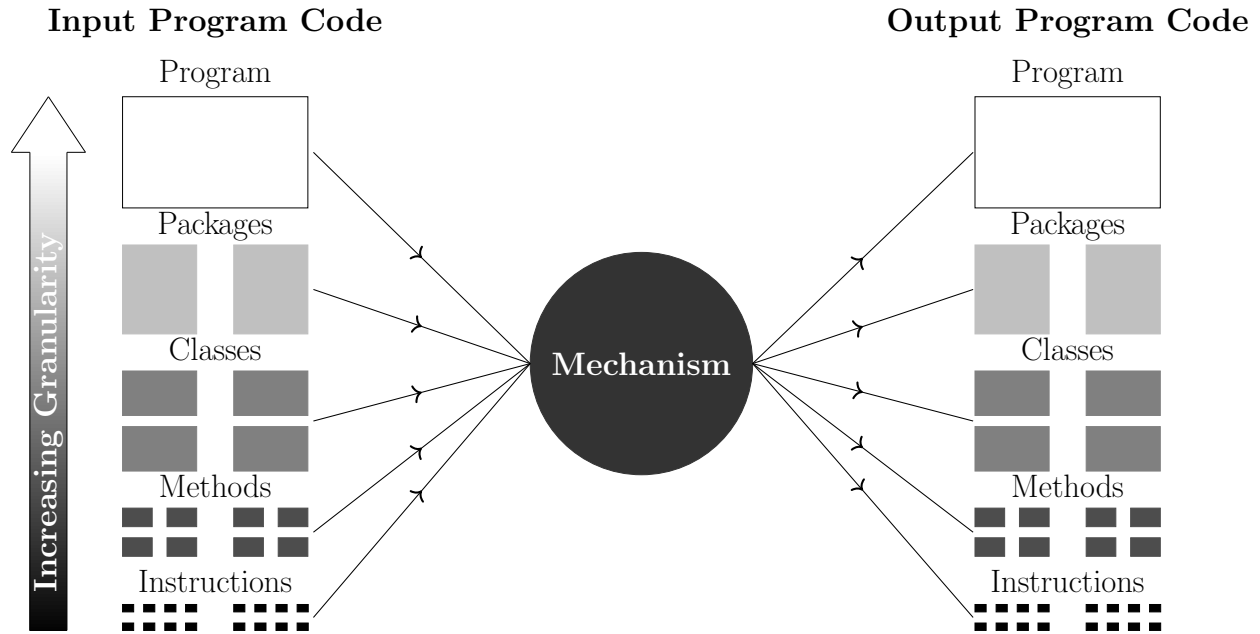 Input Program Code
Output Program Code
Program
Program
Packages
Packages
Classes
Classes
Mechanism
Methods
Methods
Instructions
Instructions
Increasing Granularity